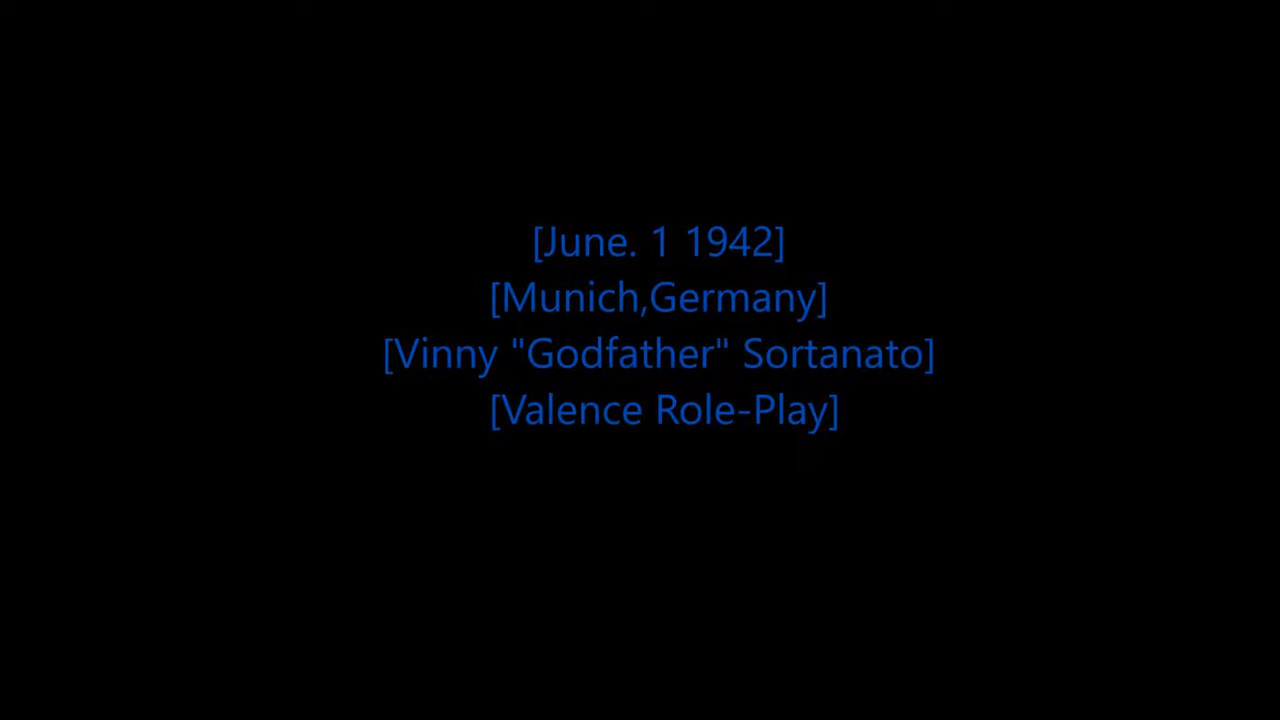 [June. 1 1942]
[Munich,Germany]
[Vinny "Godfather" Sortanato]
[Valence Role-Play]